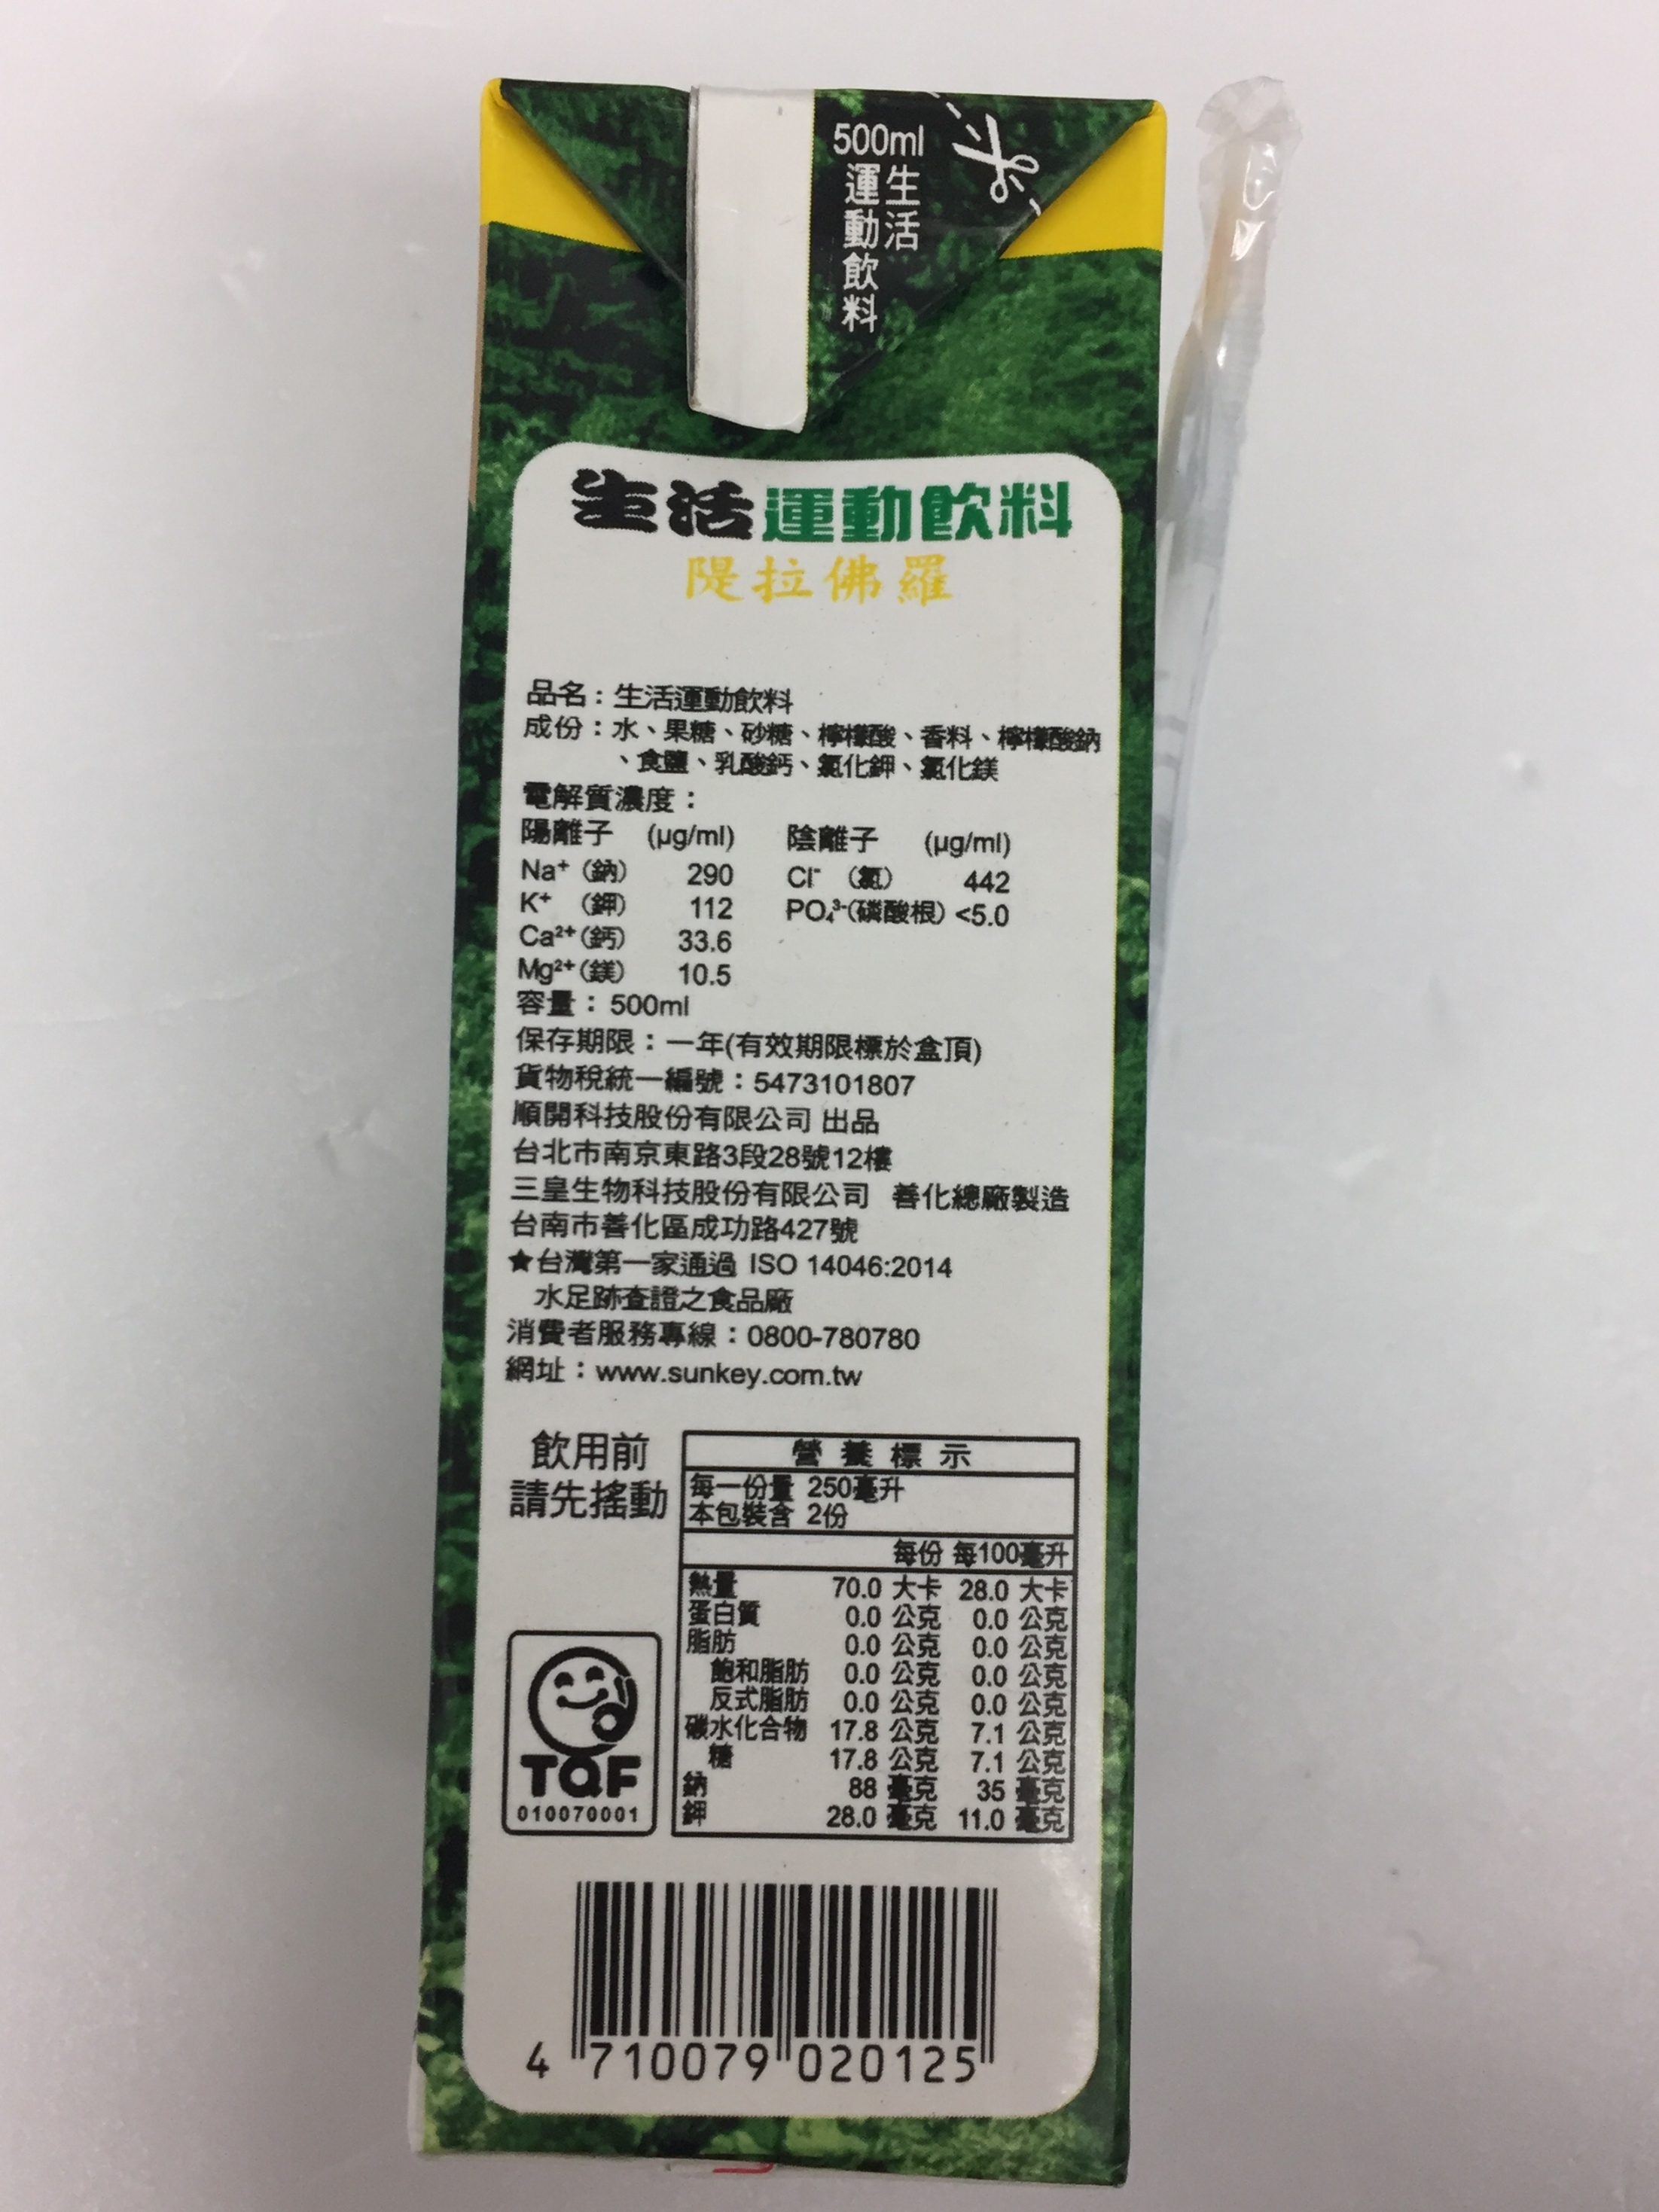 500ml
生活
運動飲料
生活運動飲料
隄拉佛羅
品名：生活運動飲料
成份：水、果糖、砂糖、檸檬酸、香料、檸檬酸鈉
、食鹽、乳酸鈣、氯化鉀、氯化鎂
電解質濃度：
陽離子 (μg/ml) 陰離子 (μg/ml)
Na⁺（鈉） 290 Cl⁻（氯） 442
K⁺（鉀） 112 PO₄³⁻(磷酸根) <5.0
Ca²⁺(鈣) 33.6
Mg²⁺(鎂) 10.5
容量：500ml
保存期限：一年(有效期限標於盒頂)
貨物稅統一編號：5473101807
順開科技股份有限公司 出品
台北市南京東路3段28號12樓
三皇生物科技股份有限公司 善化總廠製造
台南市善化區成功路427號
★台灣第一家通過 ISO 14046:2014
水足跡查證之食品廠
消費者服務專線：0800-780780
網址：www.sunkey.com.tw
飲用前
請先搖動
營養標示
每一份量 250毫升
本包裝含 2份
每份 每100毫升
熱量 70.0 大卡 28.0 大卡
蛋白質 0.0 公克 0.0 公克
脂肪 0.0 公克 0.0 公克
飽和脂肪 0.0 公克 0.0 公克
反式脂肪 0.0 公克 0.0 公克
碳水化合物 17.8 公克 7.1 公克
糖 17.8 公克 7.1 公克
鈉 88 毫克 35 毫克
鉀 28.0 毫克 11.0 毫克
TQF
010070001
4 710079 020125